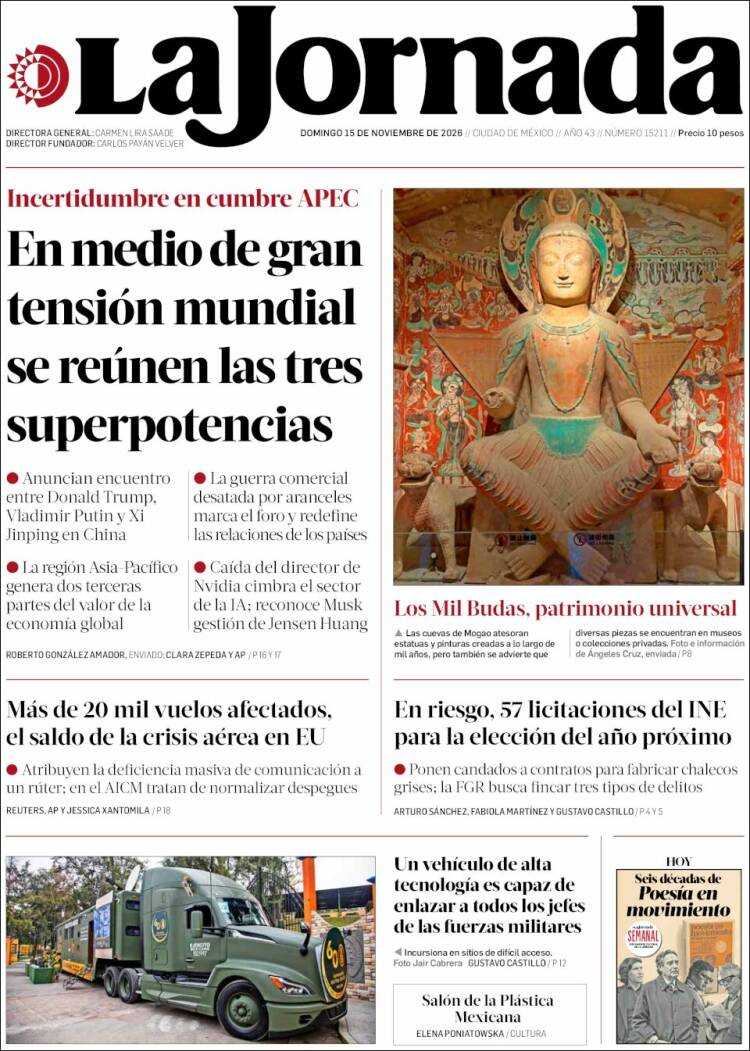 La Jornada
DIRECTORA GENERAL: CARMEN LIRA SAADE
DIRECTOR FUNDADOR: CARLOS PAYÁN VELVER
DOMINGO 15 DE NOVIEMBRE DE 2026 // CIUDAD DE MÉXICO // AÑO 43 // NÚMERO 15211 // Precio 10 pesos
Incertidumbre en cumbre APEC
En medio de gran
tensión mundial
se reúnen las tres
superpotencias
● Anuncian encuentro
entre Donald Trump,
Vladimir Putin y Xi
Jinping en China
● La región Asia-Pacífico
genera dos terceras
partes del valor de la
economía global
● La guerra comercial
desatada por aranceles
marca el foro y redefine
las relaciones de los países
● Caída del director de
Nvidia cimbra el sector
de la IA; reconoce Musk
gestión de Jensen Huang
ROBERTO GONZÁLEZ AMADOR, ENVIADO; CLARA ZEPEDA Y AP / P 16 Y 17
Los Mil Budas, patrimonio universal
▲ Las cuevas de Mogao atesoran
estatuas y pinturas creadas a lo largo de
mil años, pero también se advierte que
diversas piezas se encuentran en museos
o colecciones privadas. Foto e información
de Ángeles Cruz, enviada / P8
Más de 20 mil vuelos afectados,
el saldo de la crisis aérea en EU
● Atribuyen la deficiencia masiva de comunicación a
un rúter; en el AICM tratan de normalizar despegues
REUTERS, AP Y JESSICA XANTOMILA / P 18
En riesgo, 57 licitaciones del INE
para la elección del año próximo
● Ponen candados a contratos para fabricar chalecos
grises; la FGR busca fincar tres tipos de delitos
ARTURO SÁNCHEZ, FABIOLA MARTÍNEZ Y GUSTAVO CASTILLO / P 4 Y 5
Un vehículo de alta
tecnología es capaz de
enlazar a todos los jefes
de las fuerzas militares
◀ Incursiona en sitios de difícil acceso.
Foto Jair Cabrera GUSTAVO CASTILLO / P 12
Salón de la Plástica
Mexicana
ELENA PONIATOWSKA / CULTURA
HOY
Seis décadas de
Poesía en
movimiento
La Jornada
SEMANAL
poesía en
movimiento